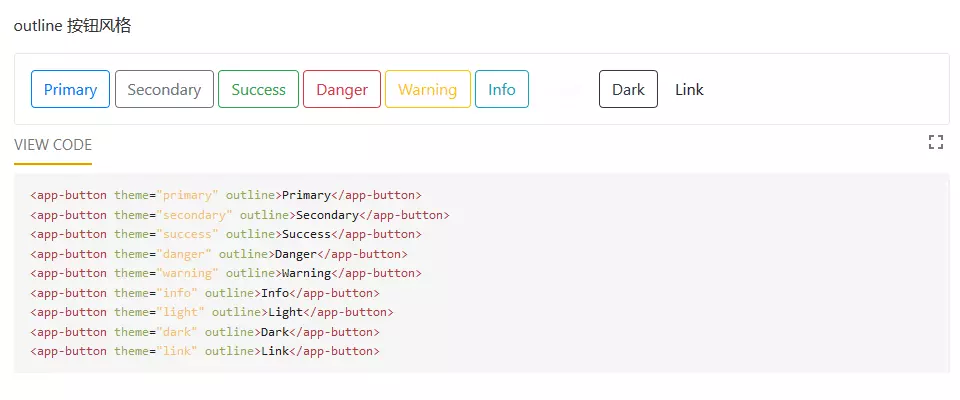 outline 按钮风格
Primary Secondary Success Danger Warning Info Dark Link
VIEW CODE
<app-button theme="primary" outline>Primary</app-button>
<app-button theme="secondary" outline>Secondary</app-button>
<app-button theme="success" outline>Success</app-button>
<app-button theme="danger" outline>Danger</app-button>
<app-button theme="warning" outline>Warning</app-button>
<app-button theme="info" outline>Info</app-button>
<app-button theme="light" outline>Light</app-button>
<app-button theme="dark" outline>Dark</app-button>
<app-button theme="link" outline>Link</app-button>